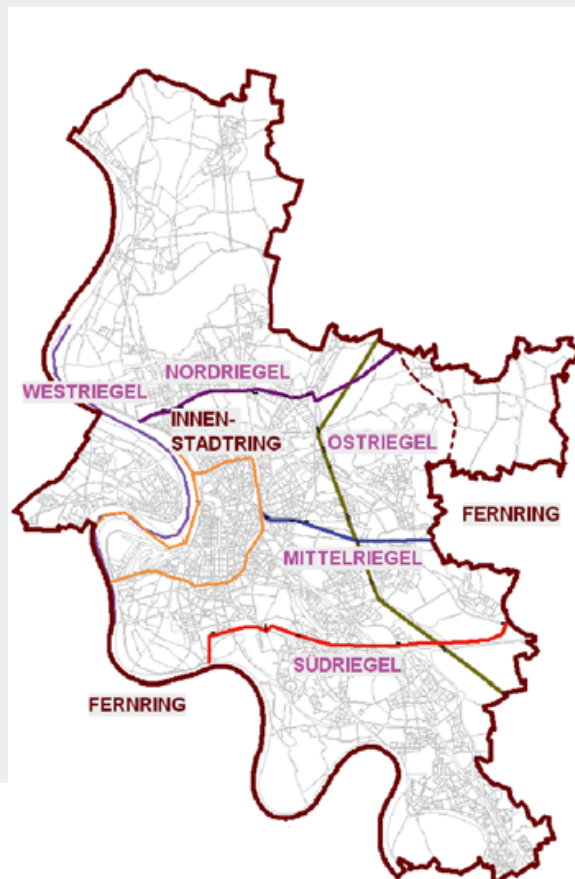 NORDRIEGEL
WESTRIEGEL
INNEN-
STADTRING
OSTRIEGEL
FERNRING
MITTELRIEGEL
SÜDRIEGEL
FERNRING